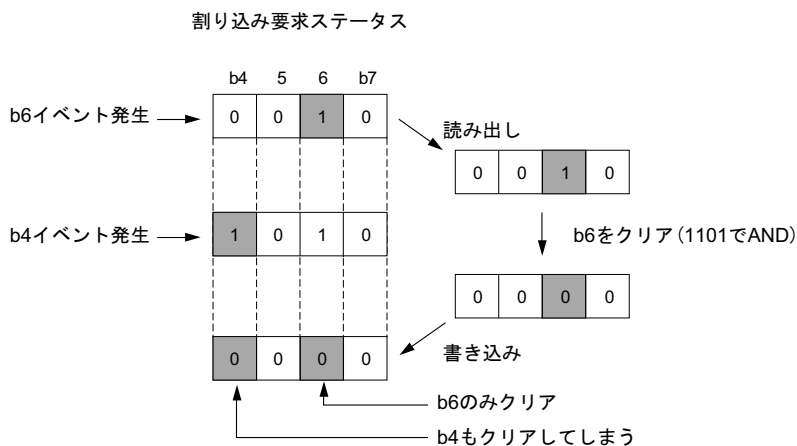 割り込み要求ステータス
b4 5 6 b7
b6イベント発生
0 0 1 0
読み出し
0 0 1 0
b4イベント発生
1 0 1 0
b6をクリア(1101でAND)
0 0 0 0
0 0 0 0
書き込み
b6のみクリア
b4もクリアしてしまう